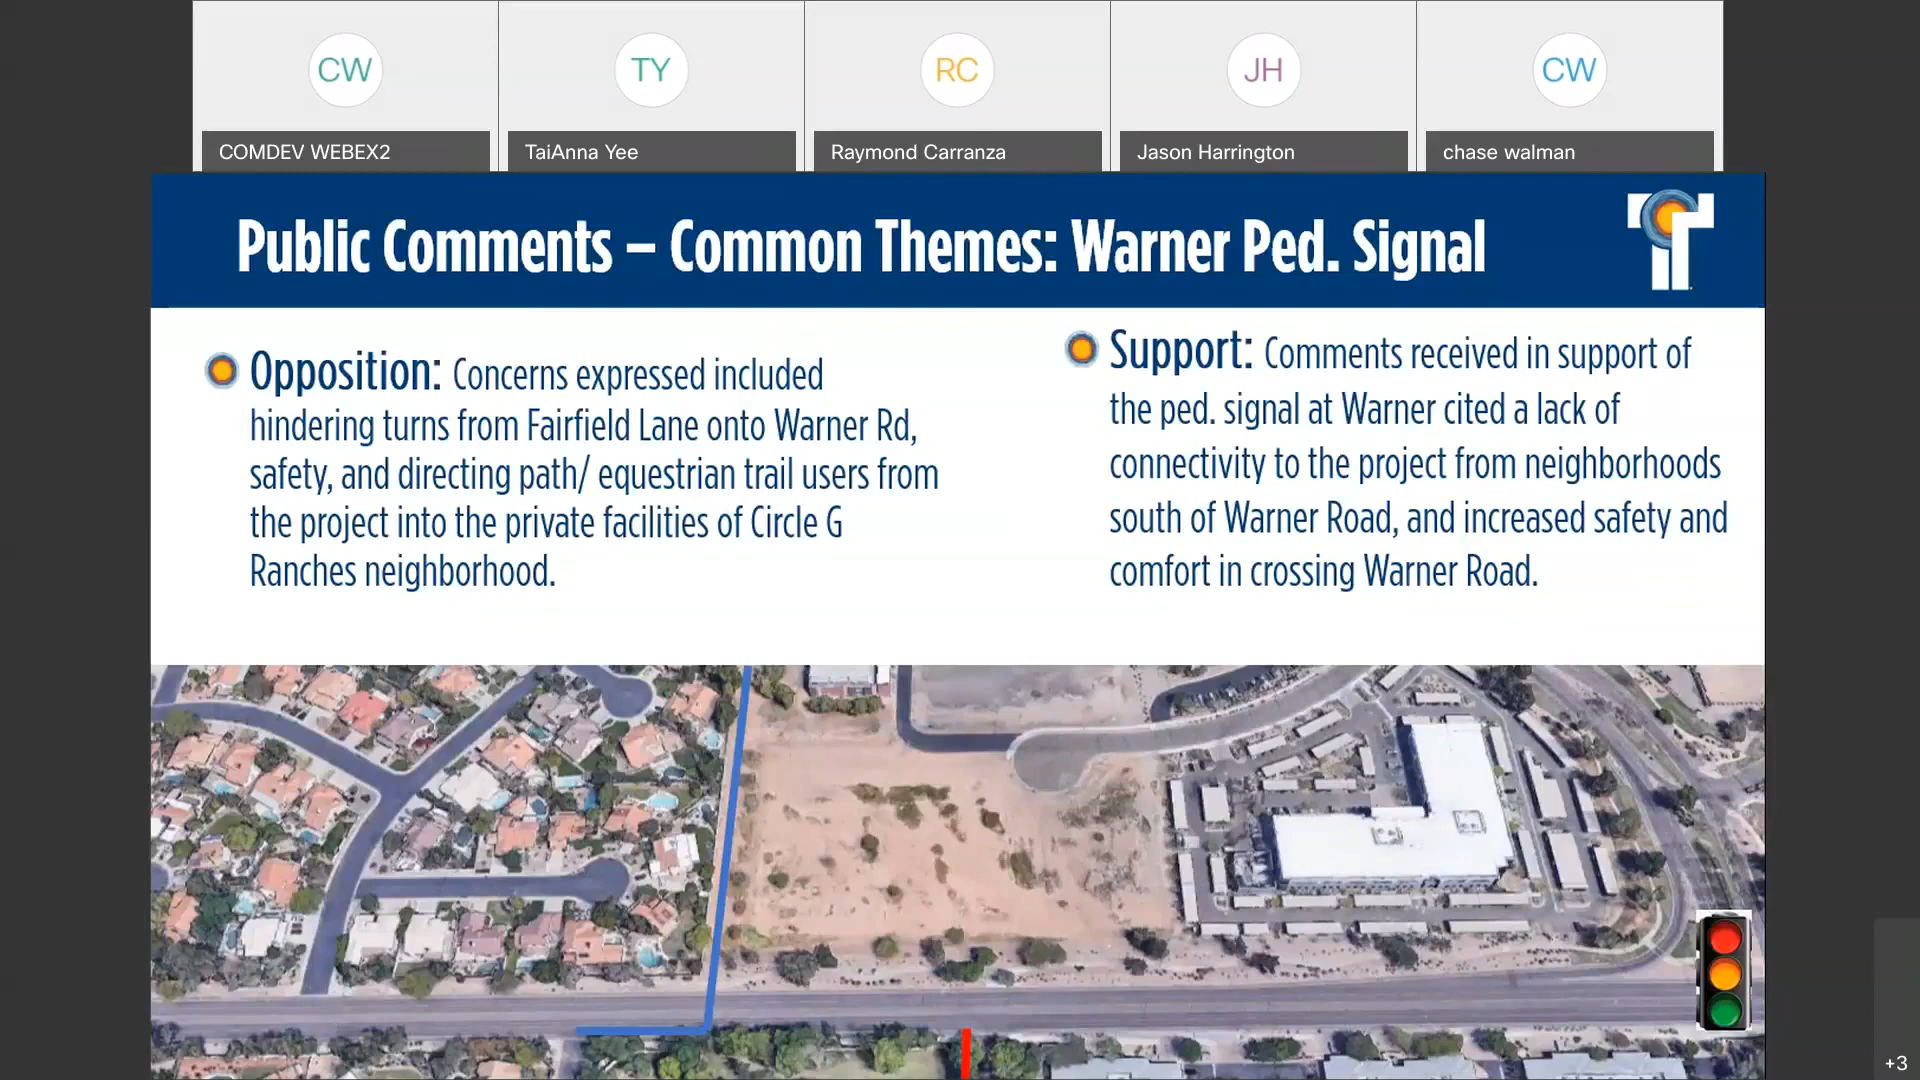 CW
TY
RC
JH
CW
COMDEV WEBEX2
TaiAnna Yee
Raymond Carranza
Jason Harrington
chase walman
Public Comments – Common Themes: Warner Ped. Signal
Opposition: Concerns expressed included
hindering turns from Fairfield Lane onto Warner Rd,
safety, and directing path/ equestrian trail users from
the project into the private facilities of Circle G
Ranches neighborhood.
Support: Comments received in support of
the ped. signal at Warner cited a lack of
connectivity to the project from neighborhoods
south of Warner Road, and increased safety and
comfort in crossing Warner Road.
+3